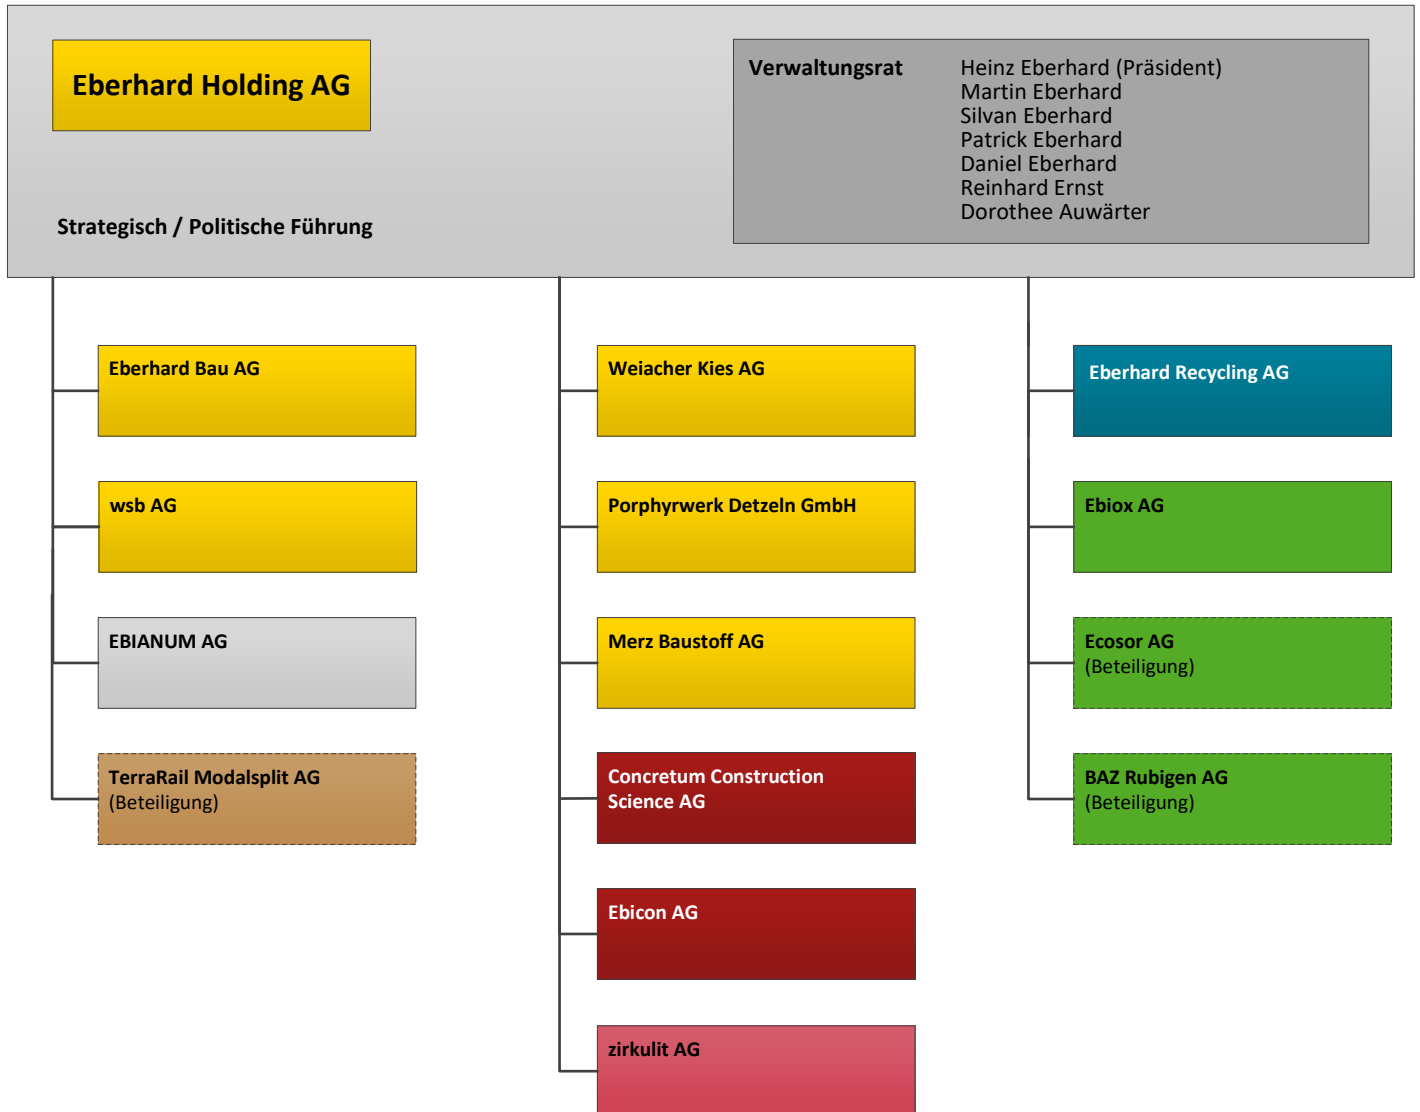 Eberhard Holding AG
Strategisch / Politische Führung
Verwaltungsrat
Heinz Eberhard (Präsident)
Martin Eberhard
Silvan Eberhard
Patrick Eberhard
Daniel Eberhard
Reinhard Ernst
Dorothee Auwärter
Eberhard Bau AG
wsb AG
EBIANUM AG
TerraRail Modalsplit AG
(Beteiligung)
Weiacher Kies AG
Porphyrwerk Detzeln GmbH
Merz Baustoff AG
Concretum Construction
Science AG
Ebicon AG
zirkulit AG
Eberhard Recycling AG
Ebiox AG
Ecosor AG
(Beteiligung)
BAZ Rubigen AG
(Beteiligung)